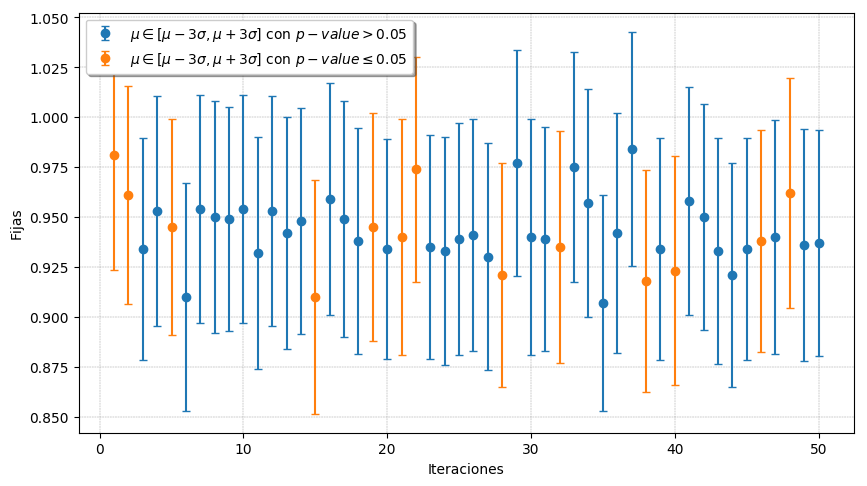 1.050
1.025
1.000
0.975
0.950
0.925
0.900
0.875
0.850
Fijas
μ ∈ [μ − 3σ, μ + 3σ] con p − value > 0.05
μ ∈ [μ − 3σ, μ + 3σ] con p − value ≤ 0.05
0 10 20 30 40 50
Iteraciones